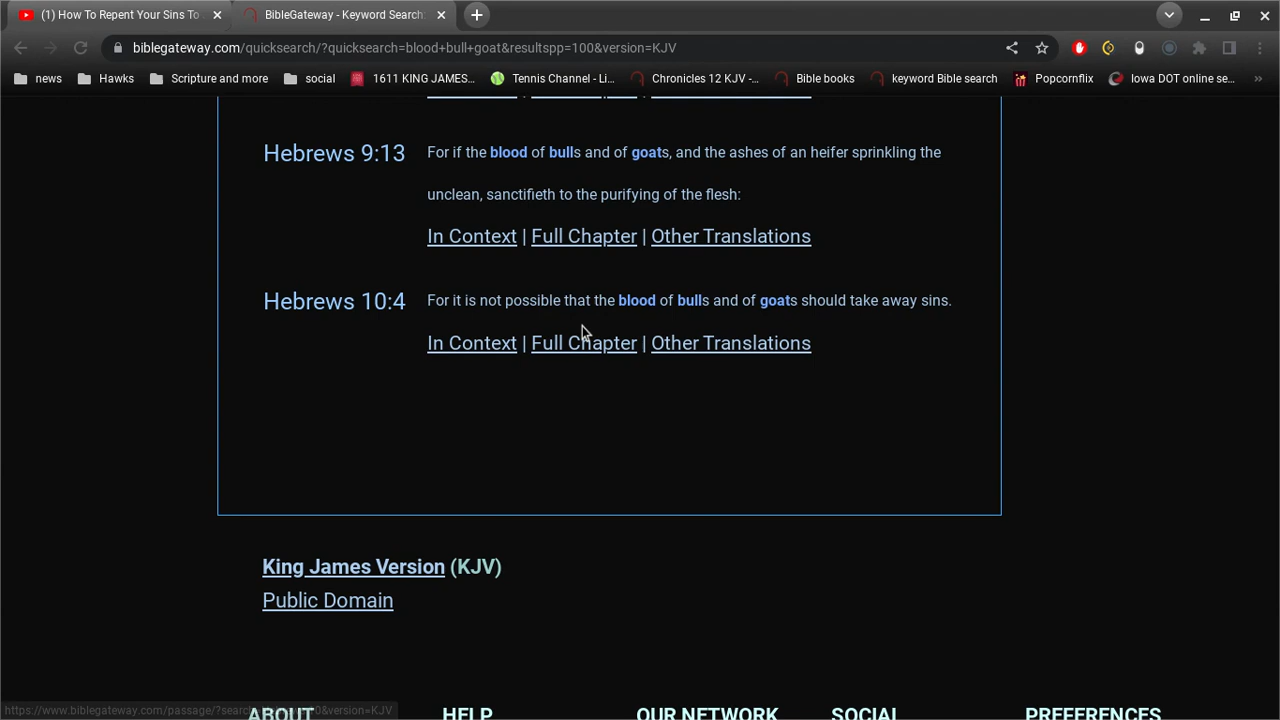 (1) How To Repent Your Sins To
BibleGateway - Keyword Search:
biblegateway.com/quicksearch/?quicksearch=blood+bull+goat&resultspp=100&version=KJV
news
Hawks
Scripture and more
social
1611 KING JAMES...
Tennis Channel - Li...
Chronicles 12 KJV -...
Bible books
keyword Bible search
Popcornflix
Iowa DOT online se...
Hebrews 9:13
For if the blood of bulls and of goats, and the ashes of an heifer sprinkling the
unclean, sanctifieth to the purifying of the flesh:
In Context | Full Chapter | Other Translations
Hebrews 10:4
For it is not possible that the blood of bulls and of goats should take away sins.
In Context | Full Chapter | Other Translations
King James Version (KJV)
Public Domain
ABOUT
HELP
OUR NETWORK
SOCIAL
PREFERENCES